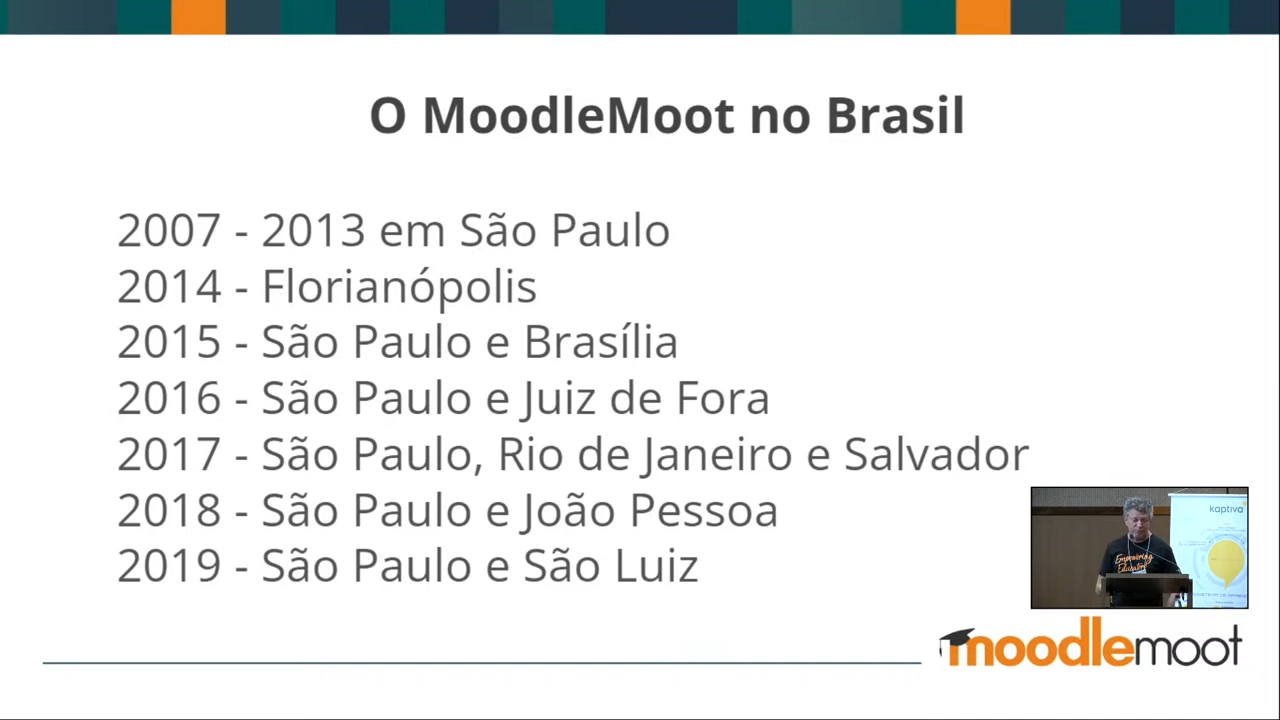 O MoodleMoot no Brasil
2007 - 2013 em São Paulo
2014 - Florianópolis
2015 - São Paulo e Brasília
2016 - São Paulo e Juiz de Fora
2017 - São Paulo, Rio de Janeiro e Salvador
2018 - São Paulo e João Pessoa
2019 - São Paulo e São Luiz
kaptiva
Empowering
Educators
moodlemoot